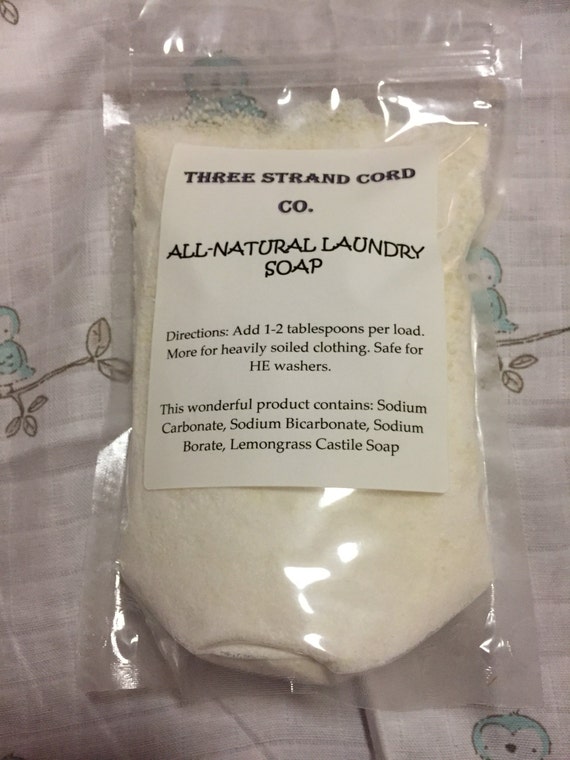 THREE STRAND CORD
CO.
ALL-NATURAL LAUNDRY
SOAP
Directions: Add 1-2 tablespoons per load.
More for heavily soiled clothing. Safe for
HE washers.
This wonderful product contains: Sodium
Carbonate, Sodium Bicarbonate, Sodium
Borate, Lemongrass Castile Soap